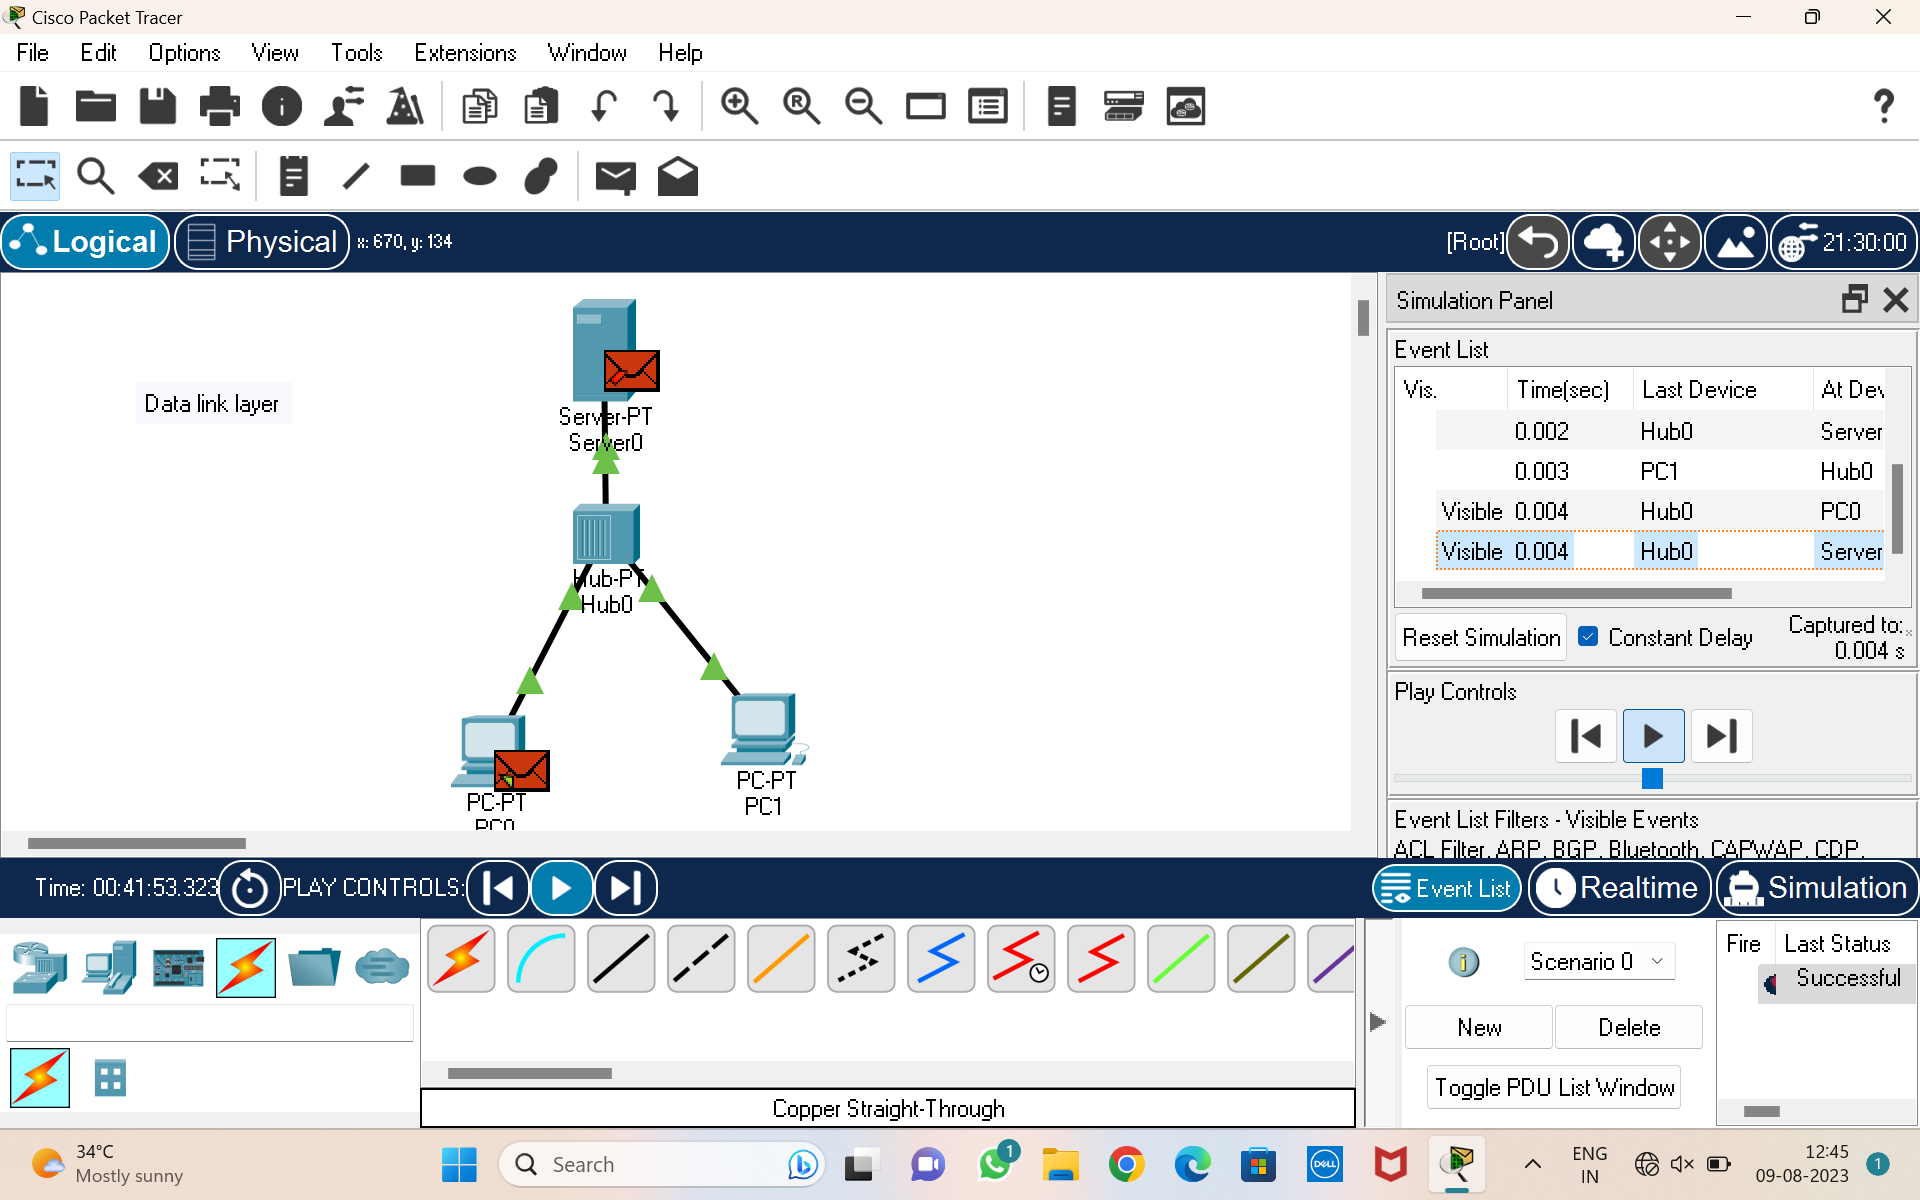 Cisco Packet Tracer
File Edit Options View Tools Extensions Window Help
Logical Physical x: 670, y: 134 [Root] 21:30:00
Simulation Panel
Event List
Vis. Time(sec) Last Device At Dev
0.002 Hub0 Server
0.003 PC1 Hub0
Visible 0.004 Hub0 PC0
Visible 0.004 Hub0 Server
Reset Simulation Constant Delay Captured to:
0.004 s
Play Controls
Event List Filters - Visible Events
ACL Filter, ARP, BGP, Bluetooth, CAPWAP, CDP,
Data link layer
Server-PT
Server0
Hub-PT
Hub0
PC-PT
PC0
PC-PT
PC1
Time: 00:41:53.323 PLAY CONTROLS: Event List Realtime Simulation
Scenario 0
New Delete
Toggle PDU List Window
Fire Last Status
Successful
Copper Straight-Through
34°C
Mostly sunny
Search
1
DELL
ENG
IN
12:45
09-08-2023
1